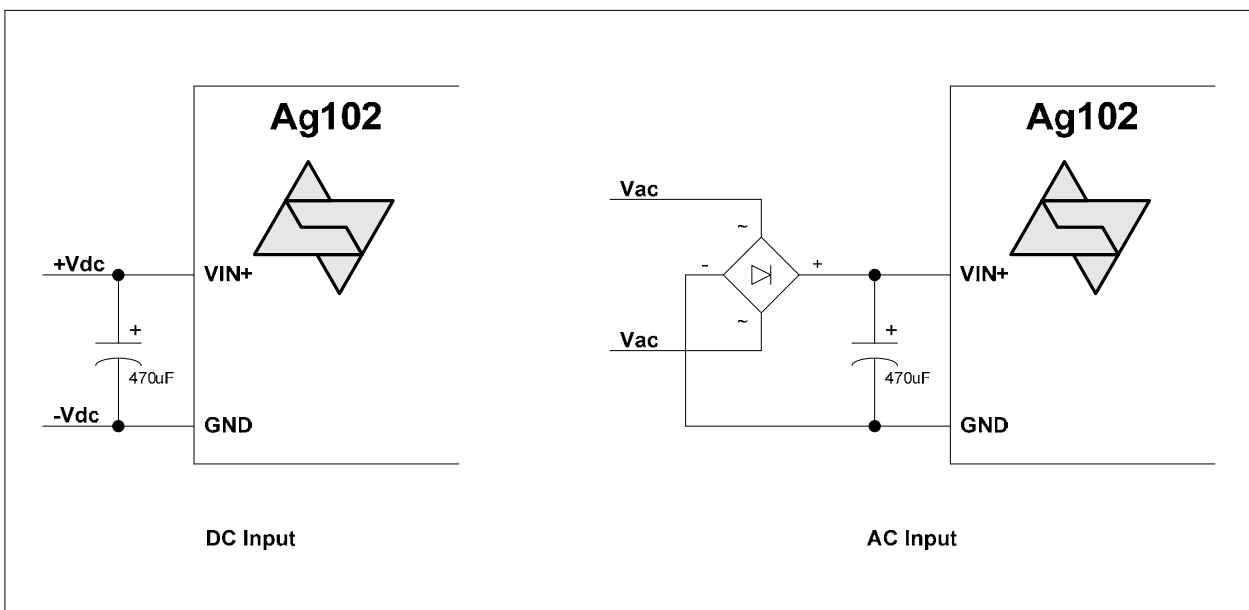 Ag102
+Vdc
VIN+
+
470uF
-Vdc
GND
DC Input
Ag102
Vac
~
-
+
VIN+
~
Vac
+
470uF
GND
AC Input